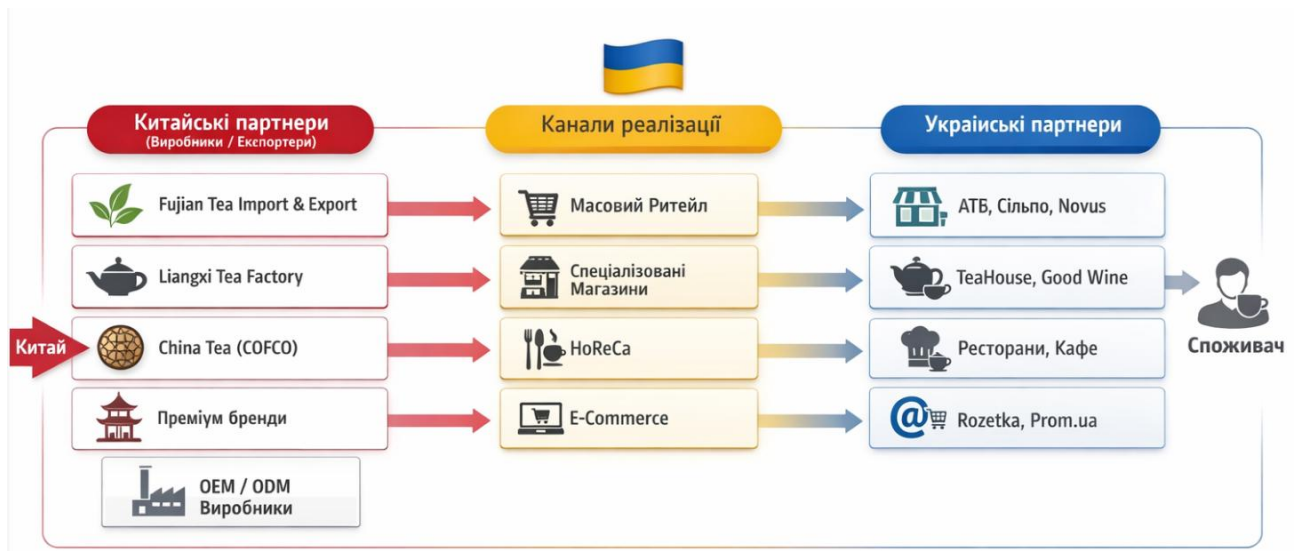 Китайські партнери
(Виробники / Експортери)
Канали реалізації
Украінські партнери
Fujian Tea Import & Export
Масовий Ритейл
АТБ, Сільпо, Novus
Liangxi Tea Factory
Спеціалізовані
Магазини
TeaHouse, Good Wine
Китай
China Tea (COFCO)
HoReCa
Ресторани, Кафе
Споживач
Преміум бренди
E-Commerce
Rozetka, Prom.ua
OEM / ODM
Виробники